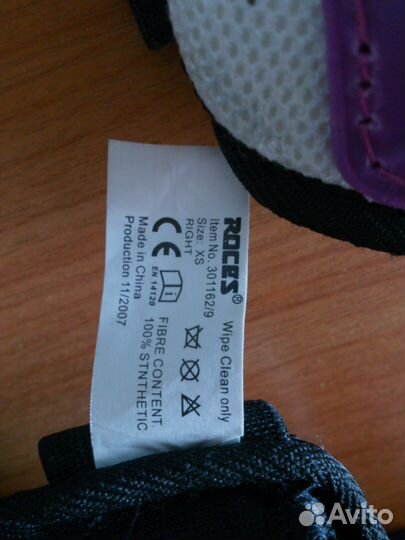 ROCES®
Item No. 301162/9
Size: XS
RIGHT
CE
EN 14120
Made in China
Production 11/2007
Wipe Clean only
FIBRE CONTENT
100% STNTHETIC
Avito